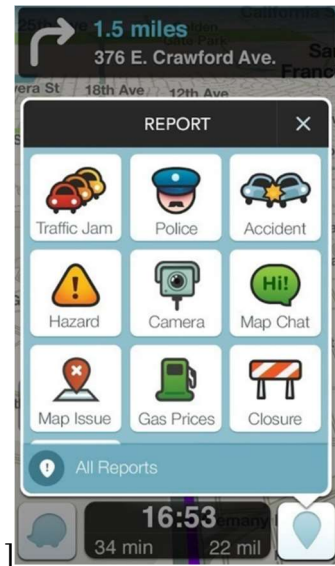 1.5 miles
376 E. Crawford Ave.
18th Ave
12th Ave
REPORT
Traffic Jam
Police
Accident
Hazard
Camera
Map Chat
Hi!
Map Issue
Gas Prices
Closure
All Reports
16:53
34 min
22 mil